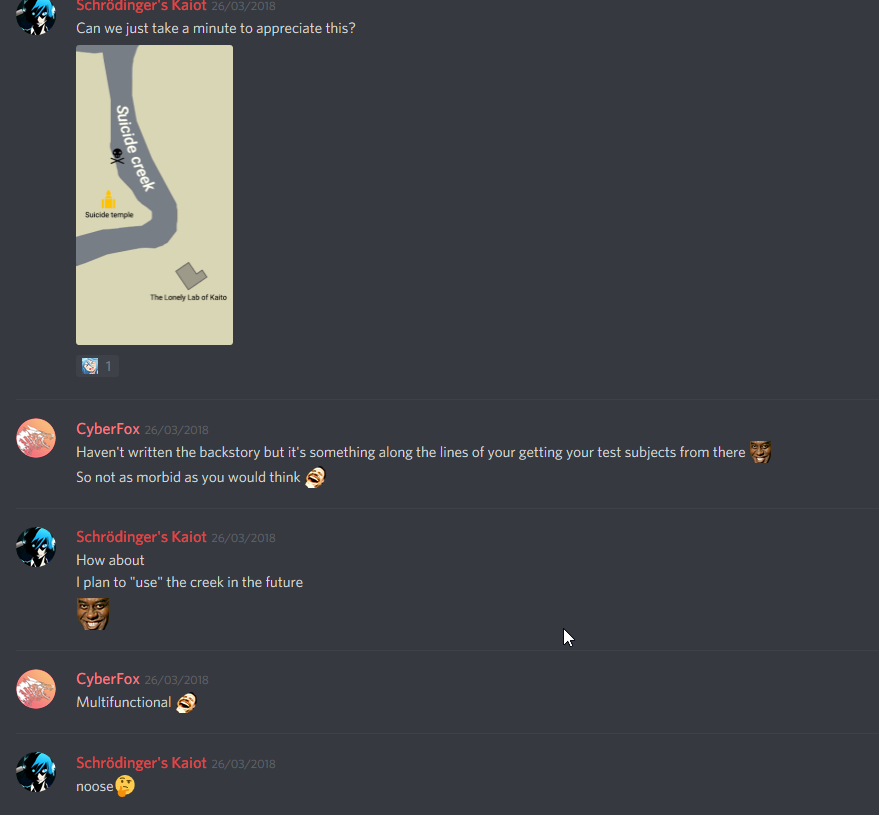 Schrödinger's Kaiot 26/03/2018
Can we just take a minute to appreciate this?
Suicide creek
Suicide temple
The Lonely Lab of Kaito
1
CyberFox 26/03/2018
Haven't written the backstory but it's something along the lines of your getting your test subjects from there
So not as morbid as you would think
Schrödinger's Kaiot 26/03/2018
How about
I plan to "use" the creek in the future
CyberFox 26/03/2018
Multifunctional
Schrödinger's Kaiot 26/03/2018
noose